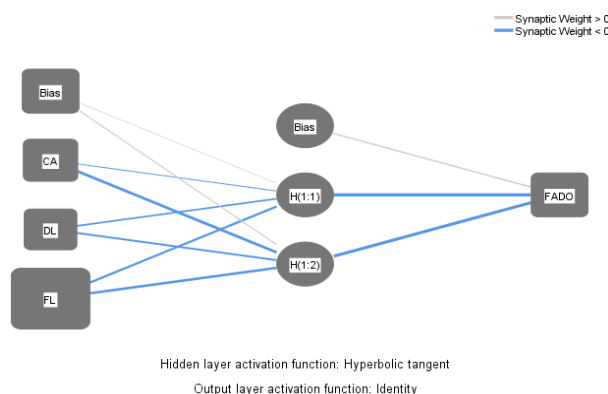 Synaptic Weight > 0
Synaptic Weight < 0
Bias
CA
DL
FL
Bias
H(1:1)
H(1:2)
FADO
Hidden layer activation function: Hyperbolic tangent
Output layer activation function: Identity